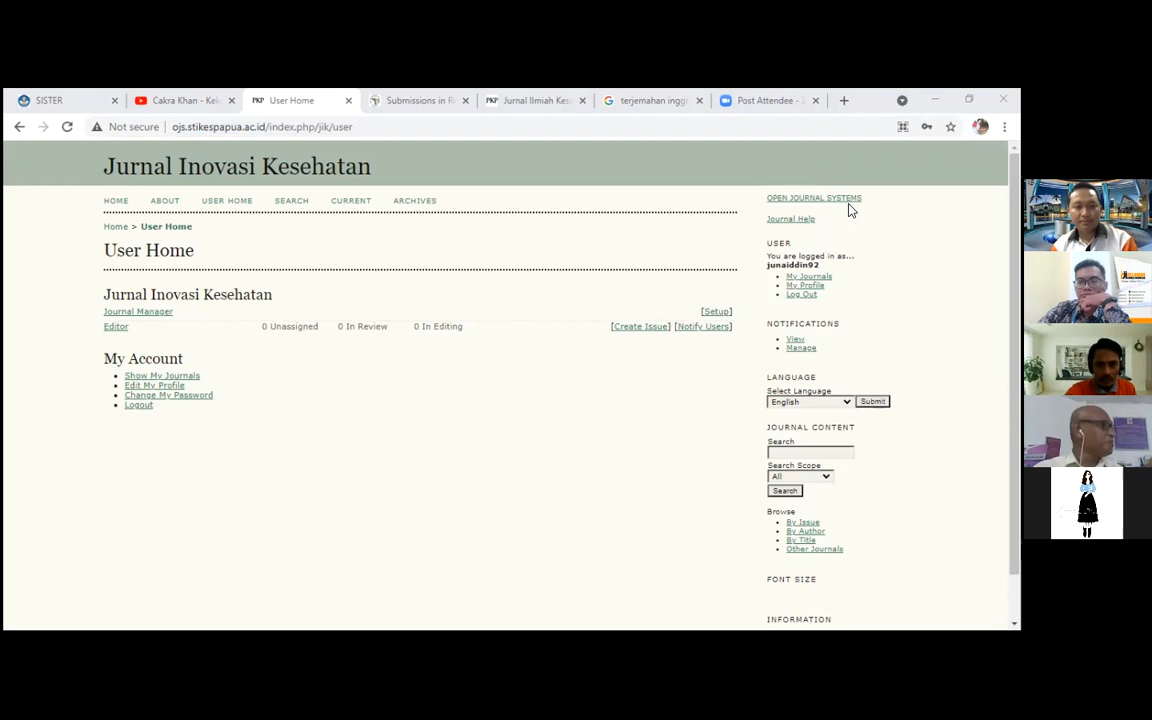 SISTER
Cakra Khan - Kek
User Home
Submissions in R
Jurnal Ilmiah Kese
terjemahan inggr
Post Attendee -
Not secure ojs.stikespapua.ac.id/index.php/jik/user
Jurnal Inovasi Kesehatan
HOME ABOUT USER HOME SEARCH CURRENT ARCHIVES
Home > User Home
User Home
Jurnal Inovasi Kesehatan
Journal Manager [Setup]
Editor 0 Unassigned 0 In Review 0 In Editing [Create Issue] [Notify Users]
My Account
Show My Journals
Edit My Profile
Change My Password
Logout
OPEN JOURNAL SYSTEMS
Journal Help
USER
You are logged in as...
junaiddin92
My Journals
My Profile
Log Out
NOTIFICATIONS
View
Manage
LANGUAGE
Select Language
English Submit
JOURNAL CONTENT
Search
Search Scope
All
Search
Browse
By Issue
By Author
By Title
Other Journals
FONT SIZE
INFORMATION